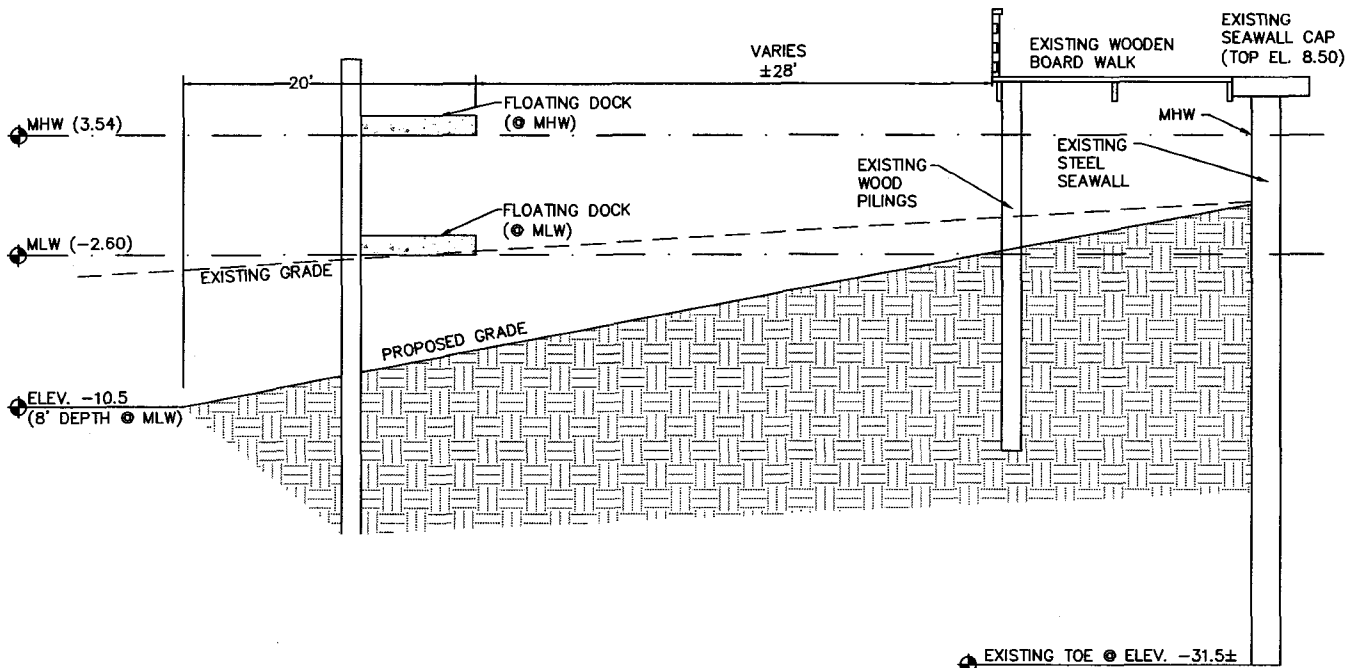 EXISTING
SEAWALL CAP
(TOP EL. 8.50)
VARIES
±28'
EXISTING WOODEN
BOARD WALK
20'
FLOATING DOCK
(@ MHW)
MHW (3.54)
MHW
EXISTING
STEEL
SEAWALL
EXISTING
WOOD
PILINGS
FLOATING DOCK
(@ MLW)
MLW (-2.60)
EXISTING GRADE
PROPOSED GRADE
ELEV. -10.5
(8' DEPTH @ MLW)
EXISTING TOE @ ELEV. -31.5±